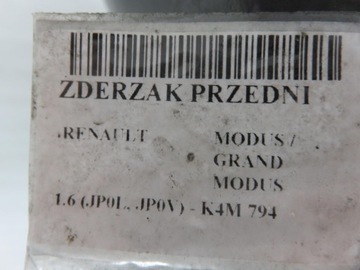 ZDERZAK PRZEDNI
RENAULT MODUS /
GRAND
MODUS
1.6 (JP0L, JP0V) - K4M 794